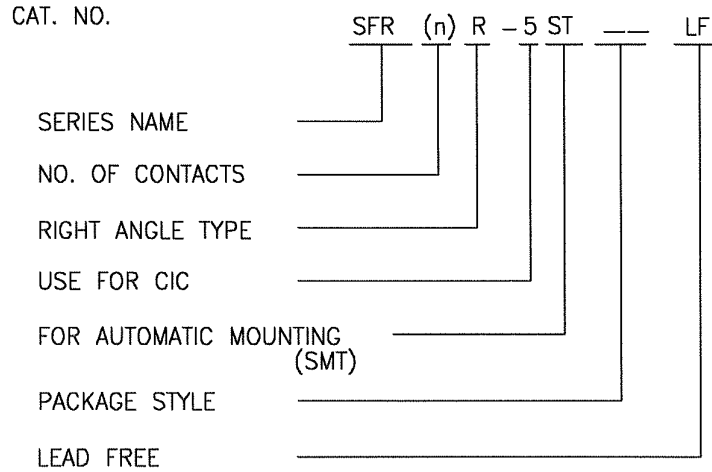 CAT. NO.
SFR (n) R - 5 ST __ LF
SERIES NAME
NO. OF CONTACTS
RIGHT ANGLE TYPE
USE FOR CIC
FOR AUTOMATIC MOUNTING
(SMT)
PACKAGE STYLE
LEAD FREE